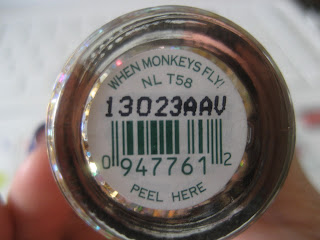 WHEN MONKEYS FLY!
NL T58
13023AAV
0 947761 2
PEEL HERE